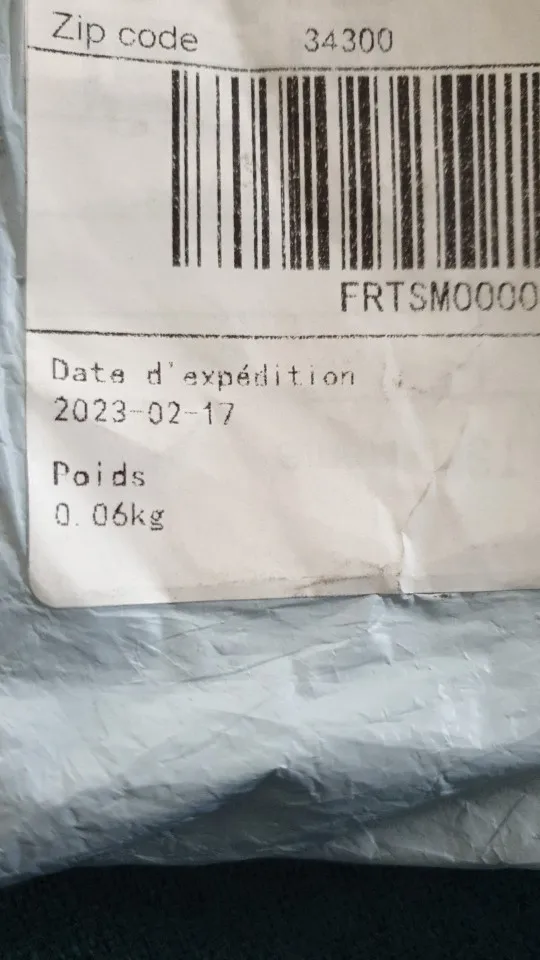 Zip code 34300
FRTSM0000
Date d'expédition
2023-02-17
Poids
0.06kg